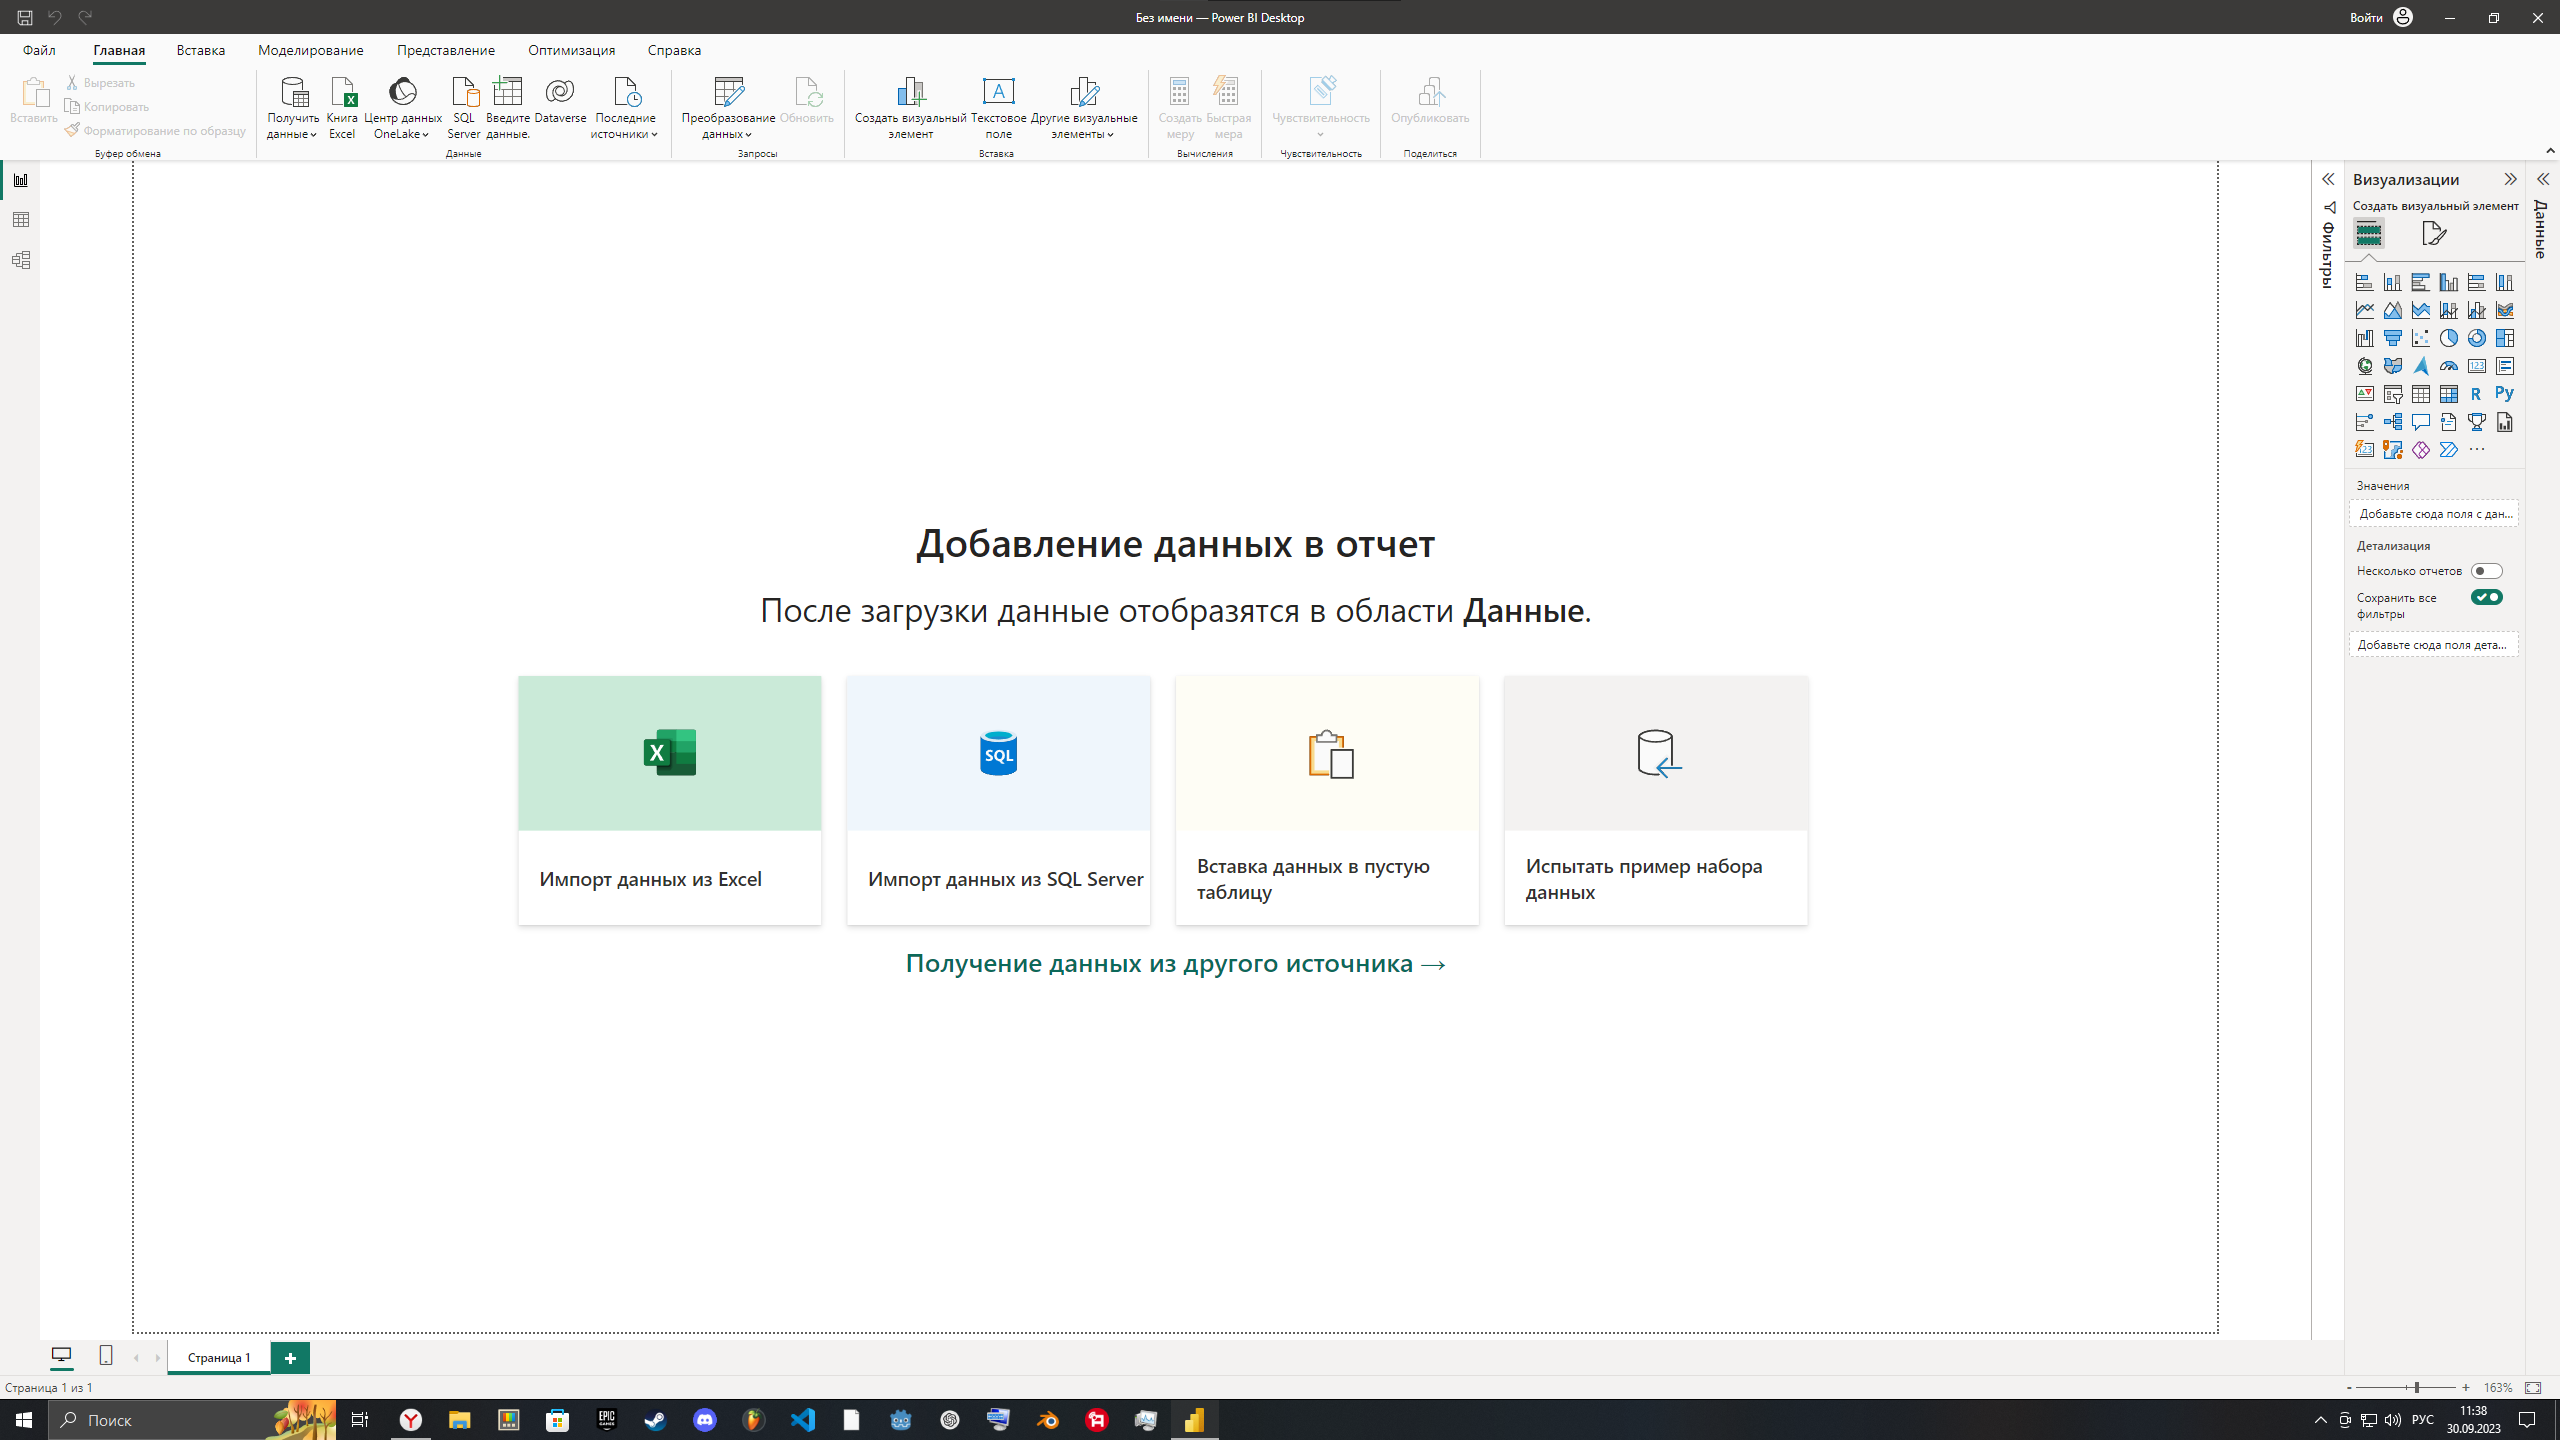 Без имени — Power BI Desktop
Войти
Файл
Главная
Вставка
Моделирование
Представление
Оптимизация
Справка
Вставить
Вырезать
Копировать
Форматирование по образцу
Буфер обмена
Получить
данные
Книга
Excel
Центр данных
OneLake
SQL
Server
Введите
данные.
Dataverse
Последние
источники
Данные
Преобразование
данных
Обновить
Запросы
Создать визуальный
элемент
Текстовое
поле
Другие визуальные
элементы
Вставка
Создать
меру
Быстрая
мера
Вычисления
Чувствительность
Чувствительность
Опубликовать
Поделиться
Фильтры
Визуализации
Создать визуальный элемент
Данные
R
Py
123
123
Значения
Добавьте сюда поля с дан...
Детализация
Несколько отчетов
Сохранить все
фильтры
Добавьте сюда поля дета...
Добавление данных в отчет
После загрузки данные отобразятся в области Данные.
X
SQL
Импорт данных из Excel
Импорт данных из SQL Server
Вставка данных в пустую
таблицу
Испытать пример набора
данных
Получение данных из другого источника →
Страница 1
+
Страница 1 из 1
- + 163%
Поиск
EPIC
GAMES
РУС
11:38
30.09.2023